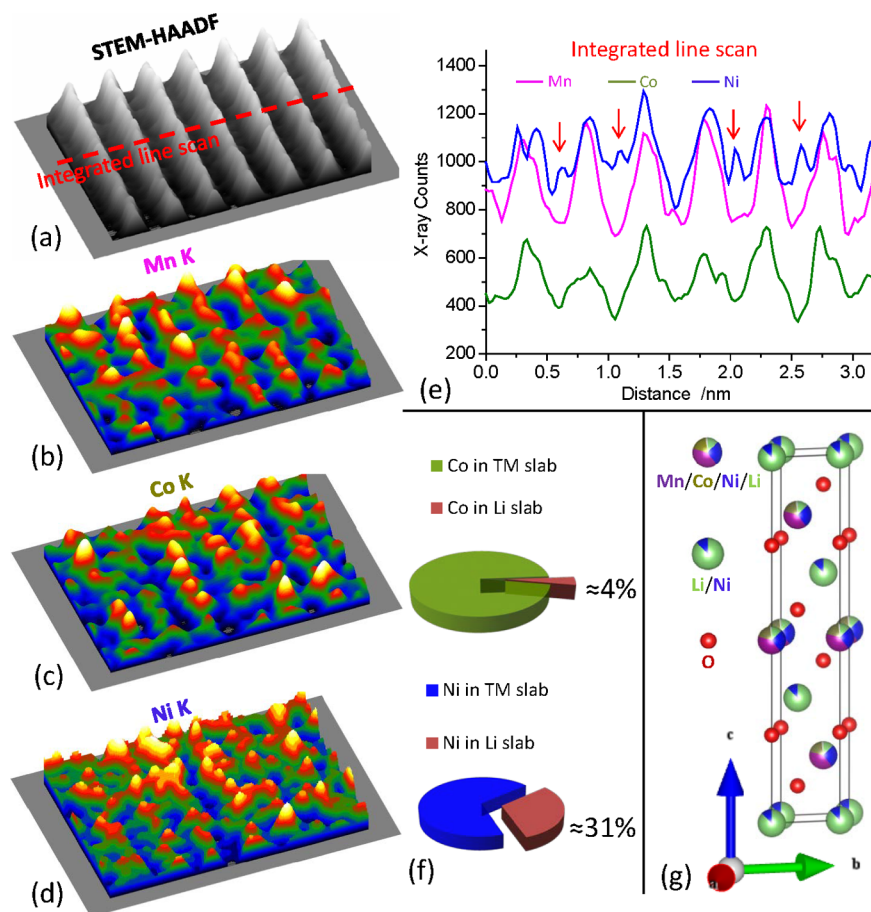 STEM-HAADF
Integrated line scan
(a)
Mn K
(b)
Co K
(c)
Ni K
(d)
Integrated line scan
Mn Co Ni
X-ray Counts
1400
1200
1000
800
600
400
200
0.0 0.5 1.0 1.5 2.0 2.5 3.0
Distance /nm
(e)
Co in TM slab
Co in Li slab
≈4%
Ni in TM slab
Ni in Li slab
≈31%
(f)
Mn/Co/Ni/Li
Li/Ni
O
c
b
a
(g)